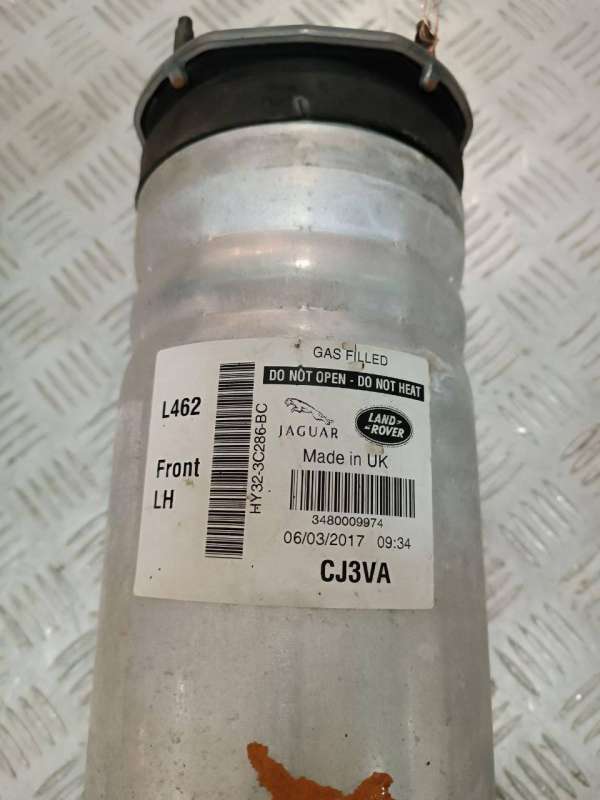 GAS FILLED
DO NOT OPEN - DO NOT HEAT
L462
HY32-3C286-BC
JAGUAR
LAND-
-ROVER
Made in UK
Front
LH
3480009974
06/03/2017 09:34
CJ3VA